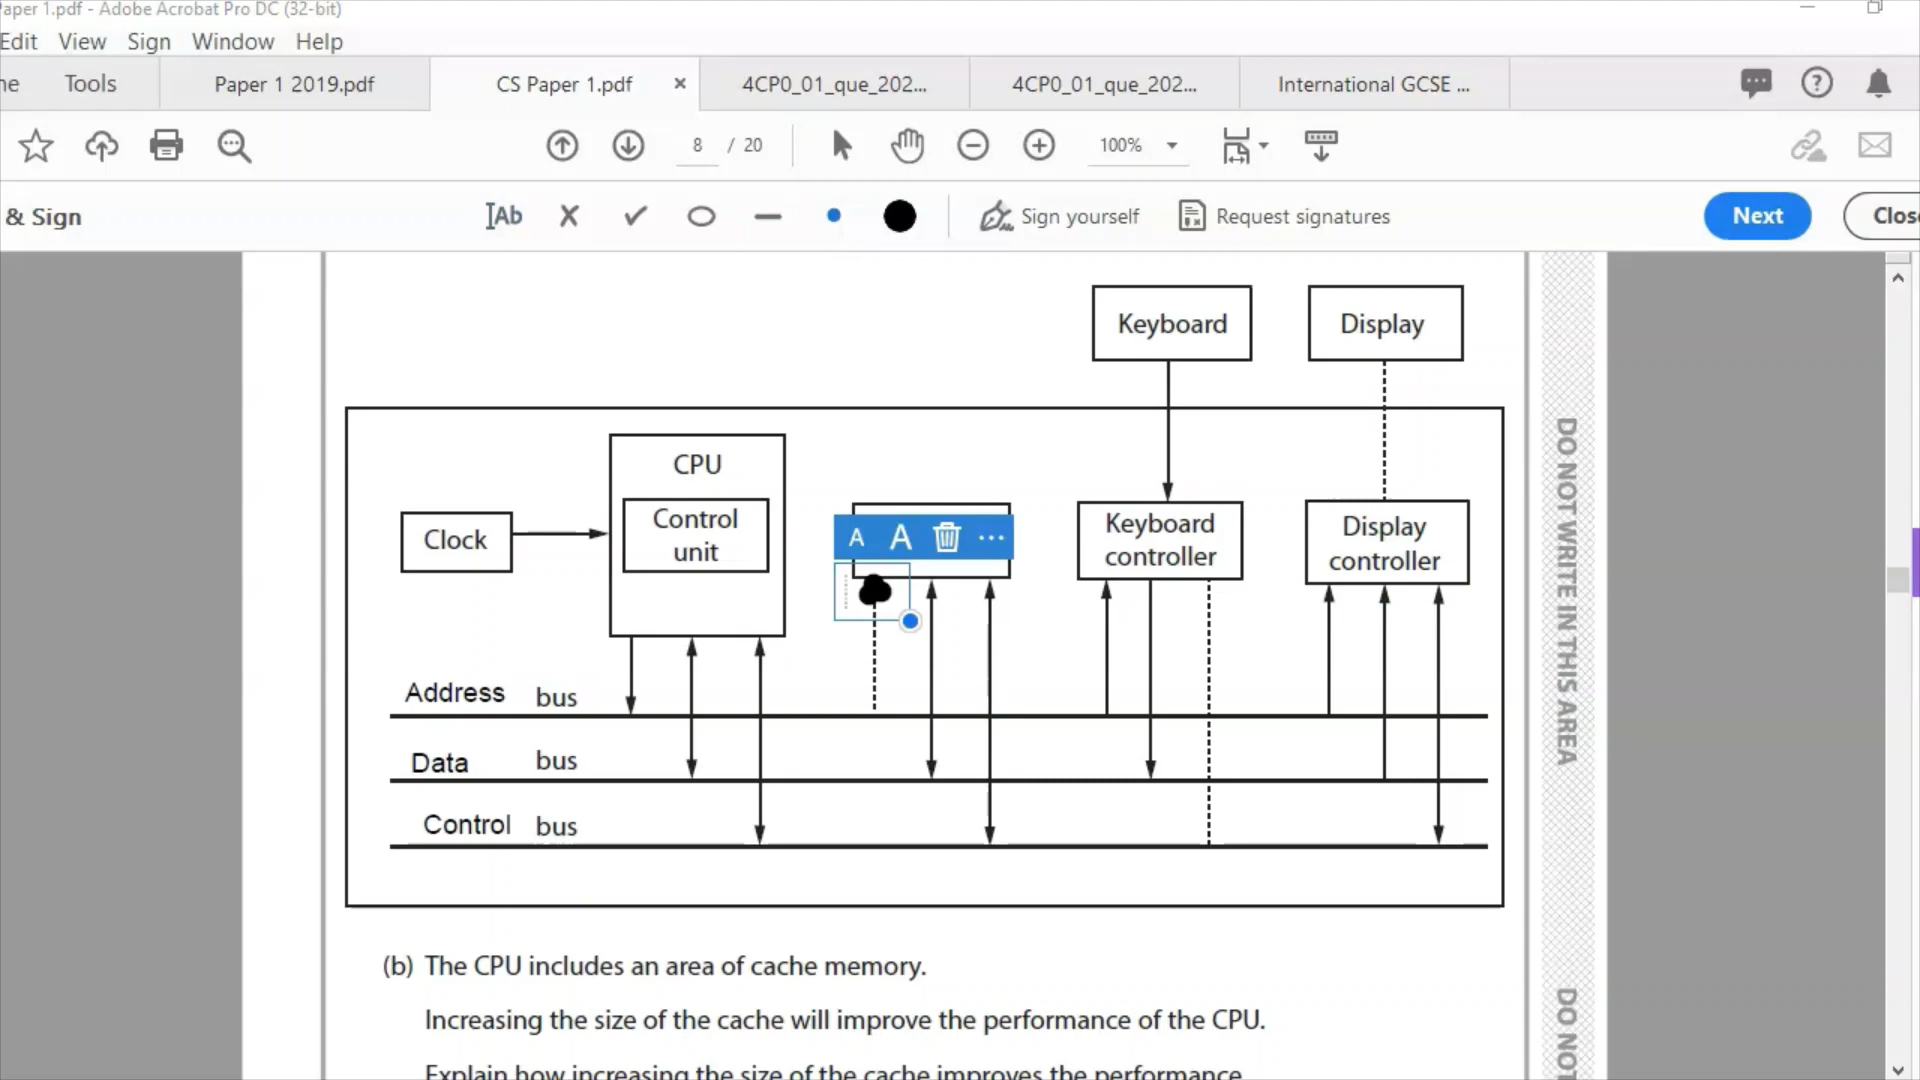 aper 1.pdf - Adobe Acrobat Pro DC (32-bit)
Edit View Sign Window Help
ne Tools Paper 1 2019.pdf CS Paper 1.pdf × 4CP0_01_que_202... 4CP0_01_que_202... International GCSE ...
8 / 20 100%
& Sign Ab Sign yourself Request signatures Next Clos
Keyboard Display
CPU
Control unit
Clock
A A ...
Keyboard controller
Display controller
Address bus
Data bus
Control bus
DO NOT WRITE IN THIS AREA
(b) The CPU includes an area of cache memory.
Increasing the size of the cache will improve the performance of the CPU.
Explain how increasing the size of the cache improves the performance
DO NOT